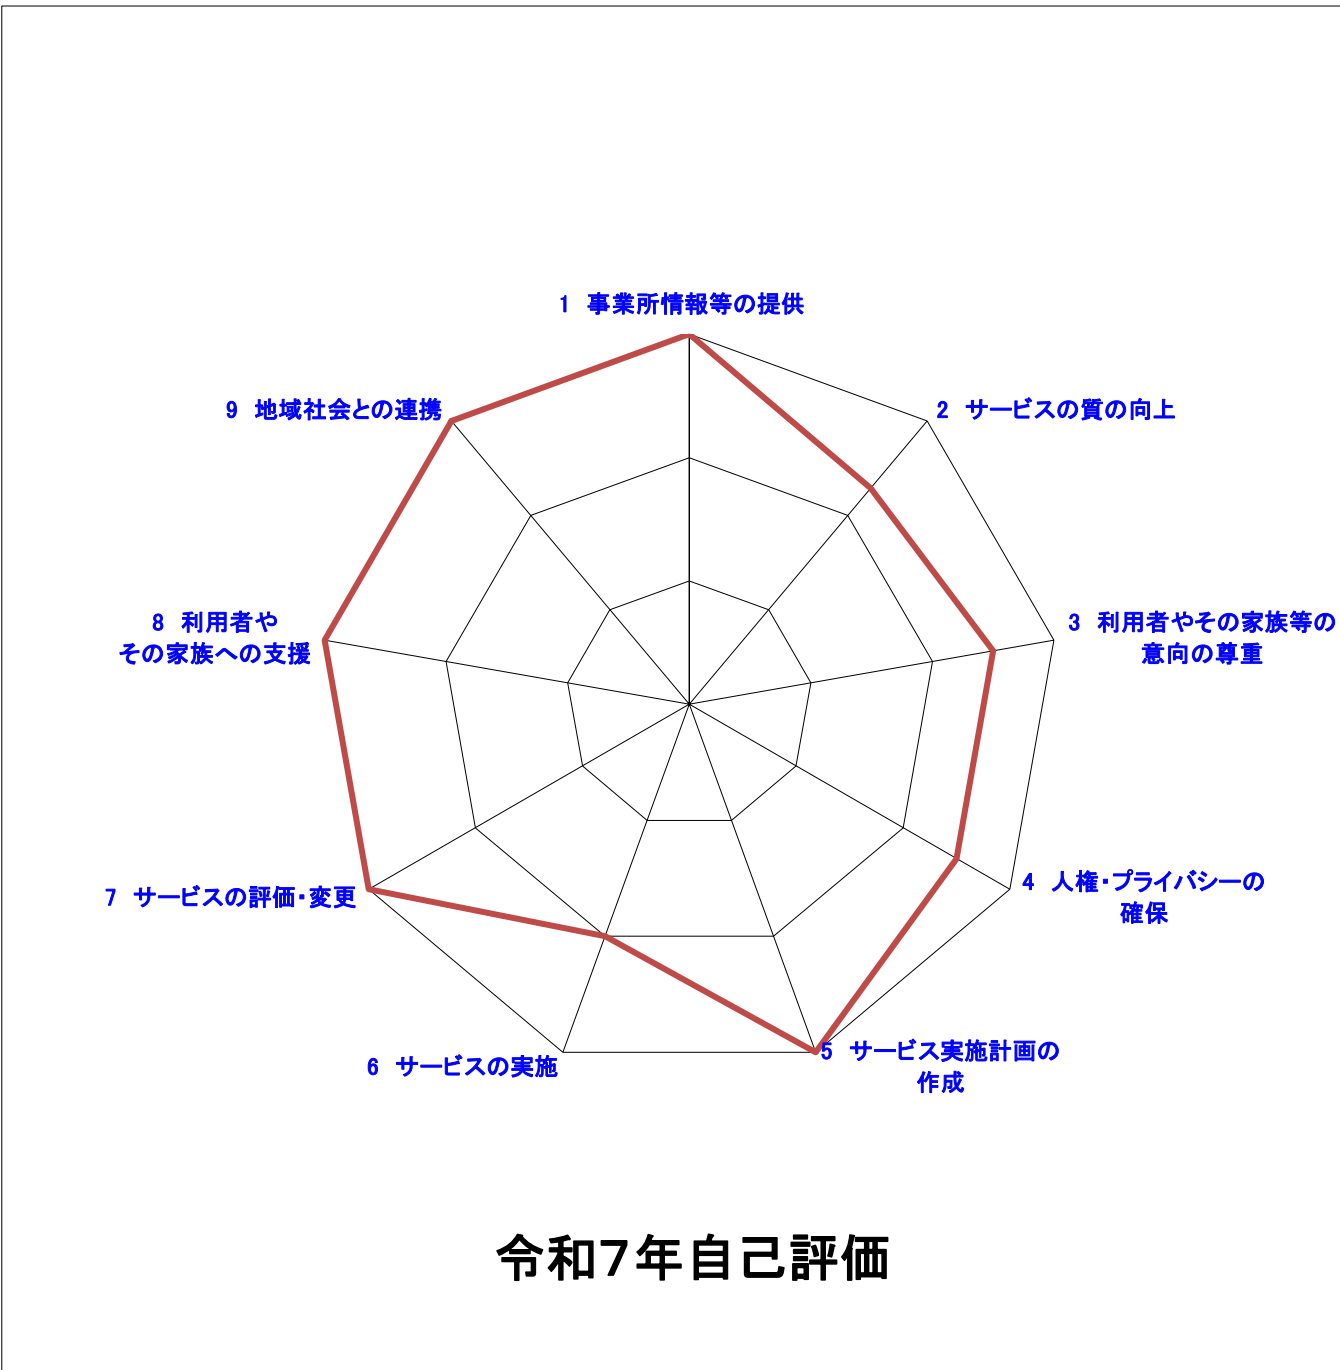 1 事業所情報等の提供
2 サービスの質の向上
3 利用者やその家族等の
意向の尊重
4 人権・プライバシーの
確保
5 サービス実施計画の
作成
6 サービスの実施
7 サービスの評価・変更
8 利用者や
その家族への支援
9 地域社会との連携
令和7年自己評価